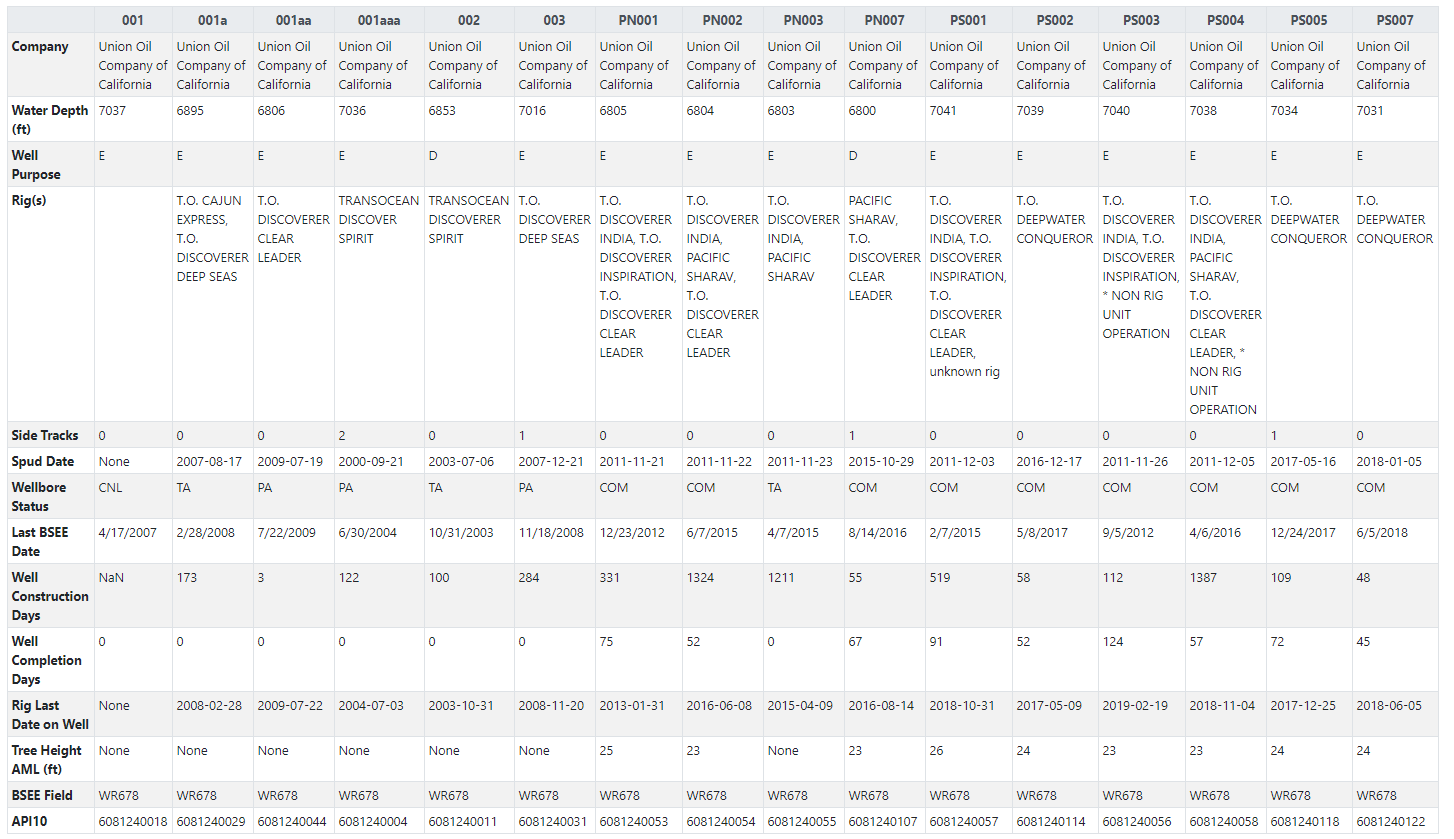 001 001a 001aa 001aaa 002 003 PN001 PN002 PN003 PN007 PS001 PS002 PS003 PS004 PS005 PS007
Company Union Oil Union Oil Union Oil Union Oil Union Oil Union Oil Union Oil Union Oil Union Oil Union Oil Union Oil Union Oil Union Oil Union Oil Union Oil Union Oil
Company of Company of Company of Company of Company of Company of Company of Company of Company of Company of Company of Company of Company of Company of Company of Company of
California California California California California California California California California California California California California California California California
Water Depth 7037 6895 6806 7036 6853 7016 6805 6804 6803 6800 7041 7039 7040 7038 7034 7031
(ft)
Well E E E E D E E E E D E E E E E E
Purpose
Rig(s) T.O. CAJUN T.O. TRANSOCEAN TRANSOCEAN T.O. T.O. T.O. T.O. PACIFIC T.O. T.O. T.O. T.O. T.O. T.O.
EXPRESS, DISCOVERER DISCOVER DISCOVERER DISCOVERER DISCOVERER DISCOVERER DISCOVERER SHARAV, DISCOVERER DEEPWATER DISCOVERER DISCOVERER DEEPWATER DEEPWATER
T.O. CLEAR SPIRIT SPIRIT DEEP SEAS INDIA, T.O. INDIA, INDIA, T.O. INDIA, T.O. CONQUEROR INDIA, T.O. INDIA, CONQUEROR CONQUEROR
DISCOVERER LEADER DISCOVERER PACIFIC PACIFIC DISCOVERER DISCOVERER DISCOVERER PACIFIC
DEEP SEAS INSPIRATION, SHARAV, SHARAV CLEAR INSPIRATION, INSPIRATION, SHARAV,
T.O. T.O. LEADER T.O. * NON RIG T.O.
DISCOVERER DISCOVERER DISCOVERER UNIT DISCOVERER
CLEAR CLEAR CLEAR OPERATION CLEAR
LEADER LEADER LEADER, LEADER, *
unknown rig NON RIG
UNIT
OPERATION
Side Tracks 0 0 0 2 0 1 0 0 0 1 0 0 0 0 1 0
Spud Date None 2007-08-17 2009-07-19 2000-09-21 2003-07-06 2007-12-21 2011-11-21 2011-11-22 2011-11-23 2015-10-29 2011-12-03 2016-12-17 2011-11-26 2011-12-05 2017-05-16 2018-01-05
Wellbore CNL TA PA PA TA PA COM COM TA COM COM COM COM COM COM COM
Status
Last BSEE 4/17/2007 2/28/2008 7/22/2009 6/30/2004 10/31/2003 11/18/2008 12/23/2012 6/7/2015 4/7/2015 8/14/2016 2/7/2015 5/8/2017 9/5/2012 4/6/2016 12/24/2017 6/5/2018
Date
Well NaN 173 3 122 100 284 331 1324 1211 55 519 58 112 1387 109 48
Construction
Days
Well 0 0 0 0 0 0 75 52 0 67 91 52 124 57 72 45
Completion
Days
Rig Last None 2008-02-28 2009-07-22 2004-07-03 2003-10-31 2008-11-20 2013-01-31 2016-06-08 2015-04-09 2016-08-14 2018-10-31 2017-05-09 2019-02-19 2018-11-04 2017-12-25 2018-06-05
Date on Well
Tree Height None None None None None None 25 23 None 23 26 24 23 23 24 24
AML (ft)
BSEE Field WR678 WR678 WR678 WR678 WR678 WR678 WR678 WR678 WR678 WR678 WR678 WR678 WR678 WR678 WR678 WR678
API10 6081240018 6081240029 6081240044 6081240004 6081240011 6081240031 6081240053 6081240054 6081240055 6081240107 6081240057 6081240114 6081240056 6081240058 6081240118 6081240122